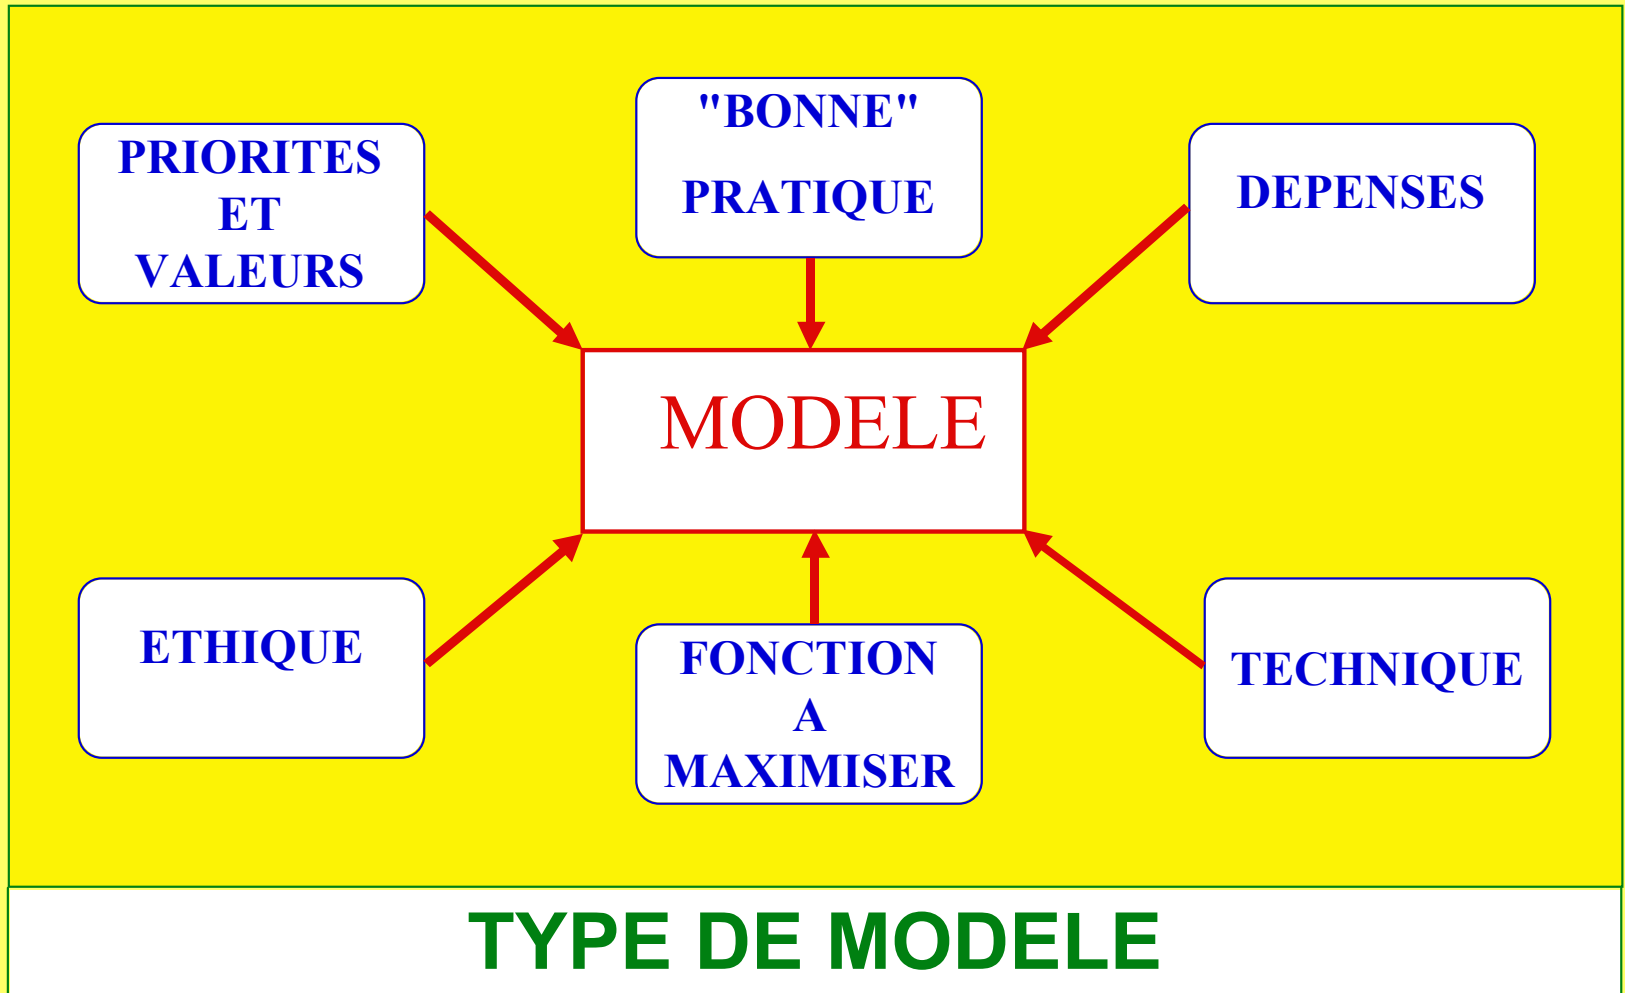 "BONNE"
PRATIQUE
PRIORITES
ET
VALEURS
DEPENSES
MODELE
ETHIQUE
FONCTION
A
MAXIMISER
TECHNIQUE
TYPE DE MODELE